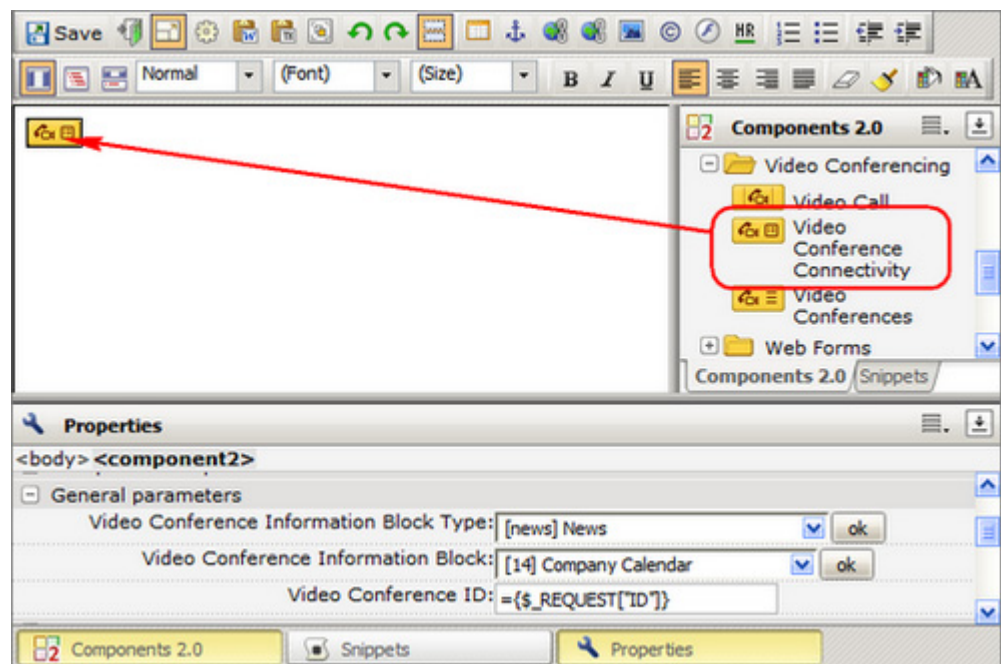 Save HR
Normal (Font) (Size) B I U A
Components 2.0
Video Conferencing
Video Call
Video
Conference
Connectivity
Video
Conferences
Web Forms
Components 2.0 Snippets
Properties
<body> <component2>
General parameters
Video Conference Information Block Type: [news] News ok
Video Conference Information Block: [14] Company Calendar ok
Video Conference ID: ={$_REQUEST["ID"]}
Components 2.0 Snippets Properties